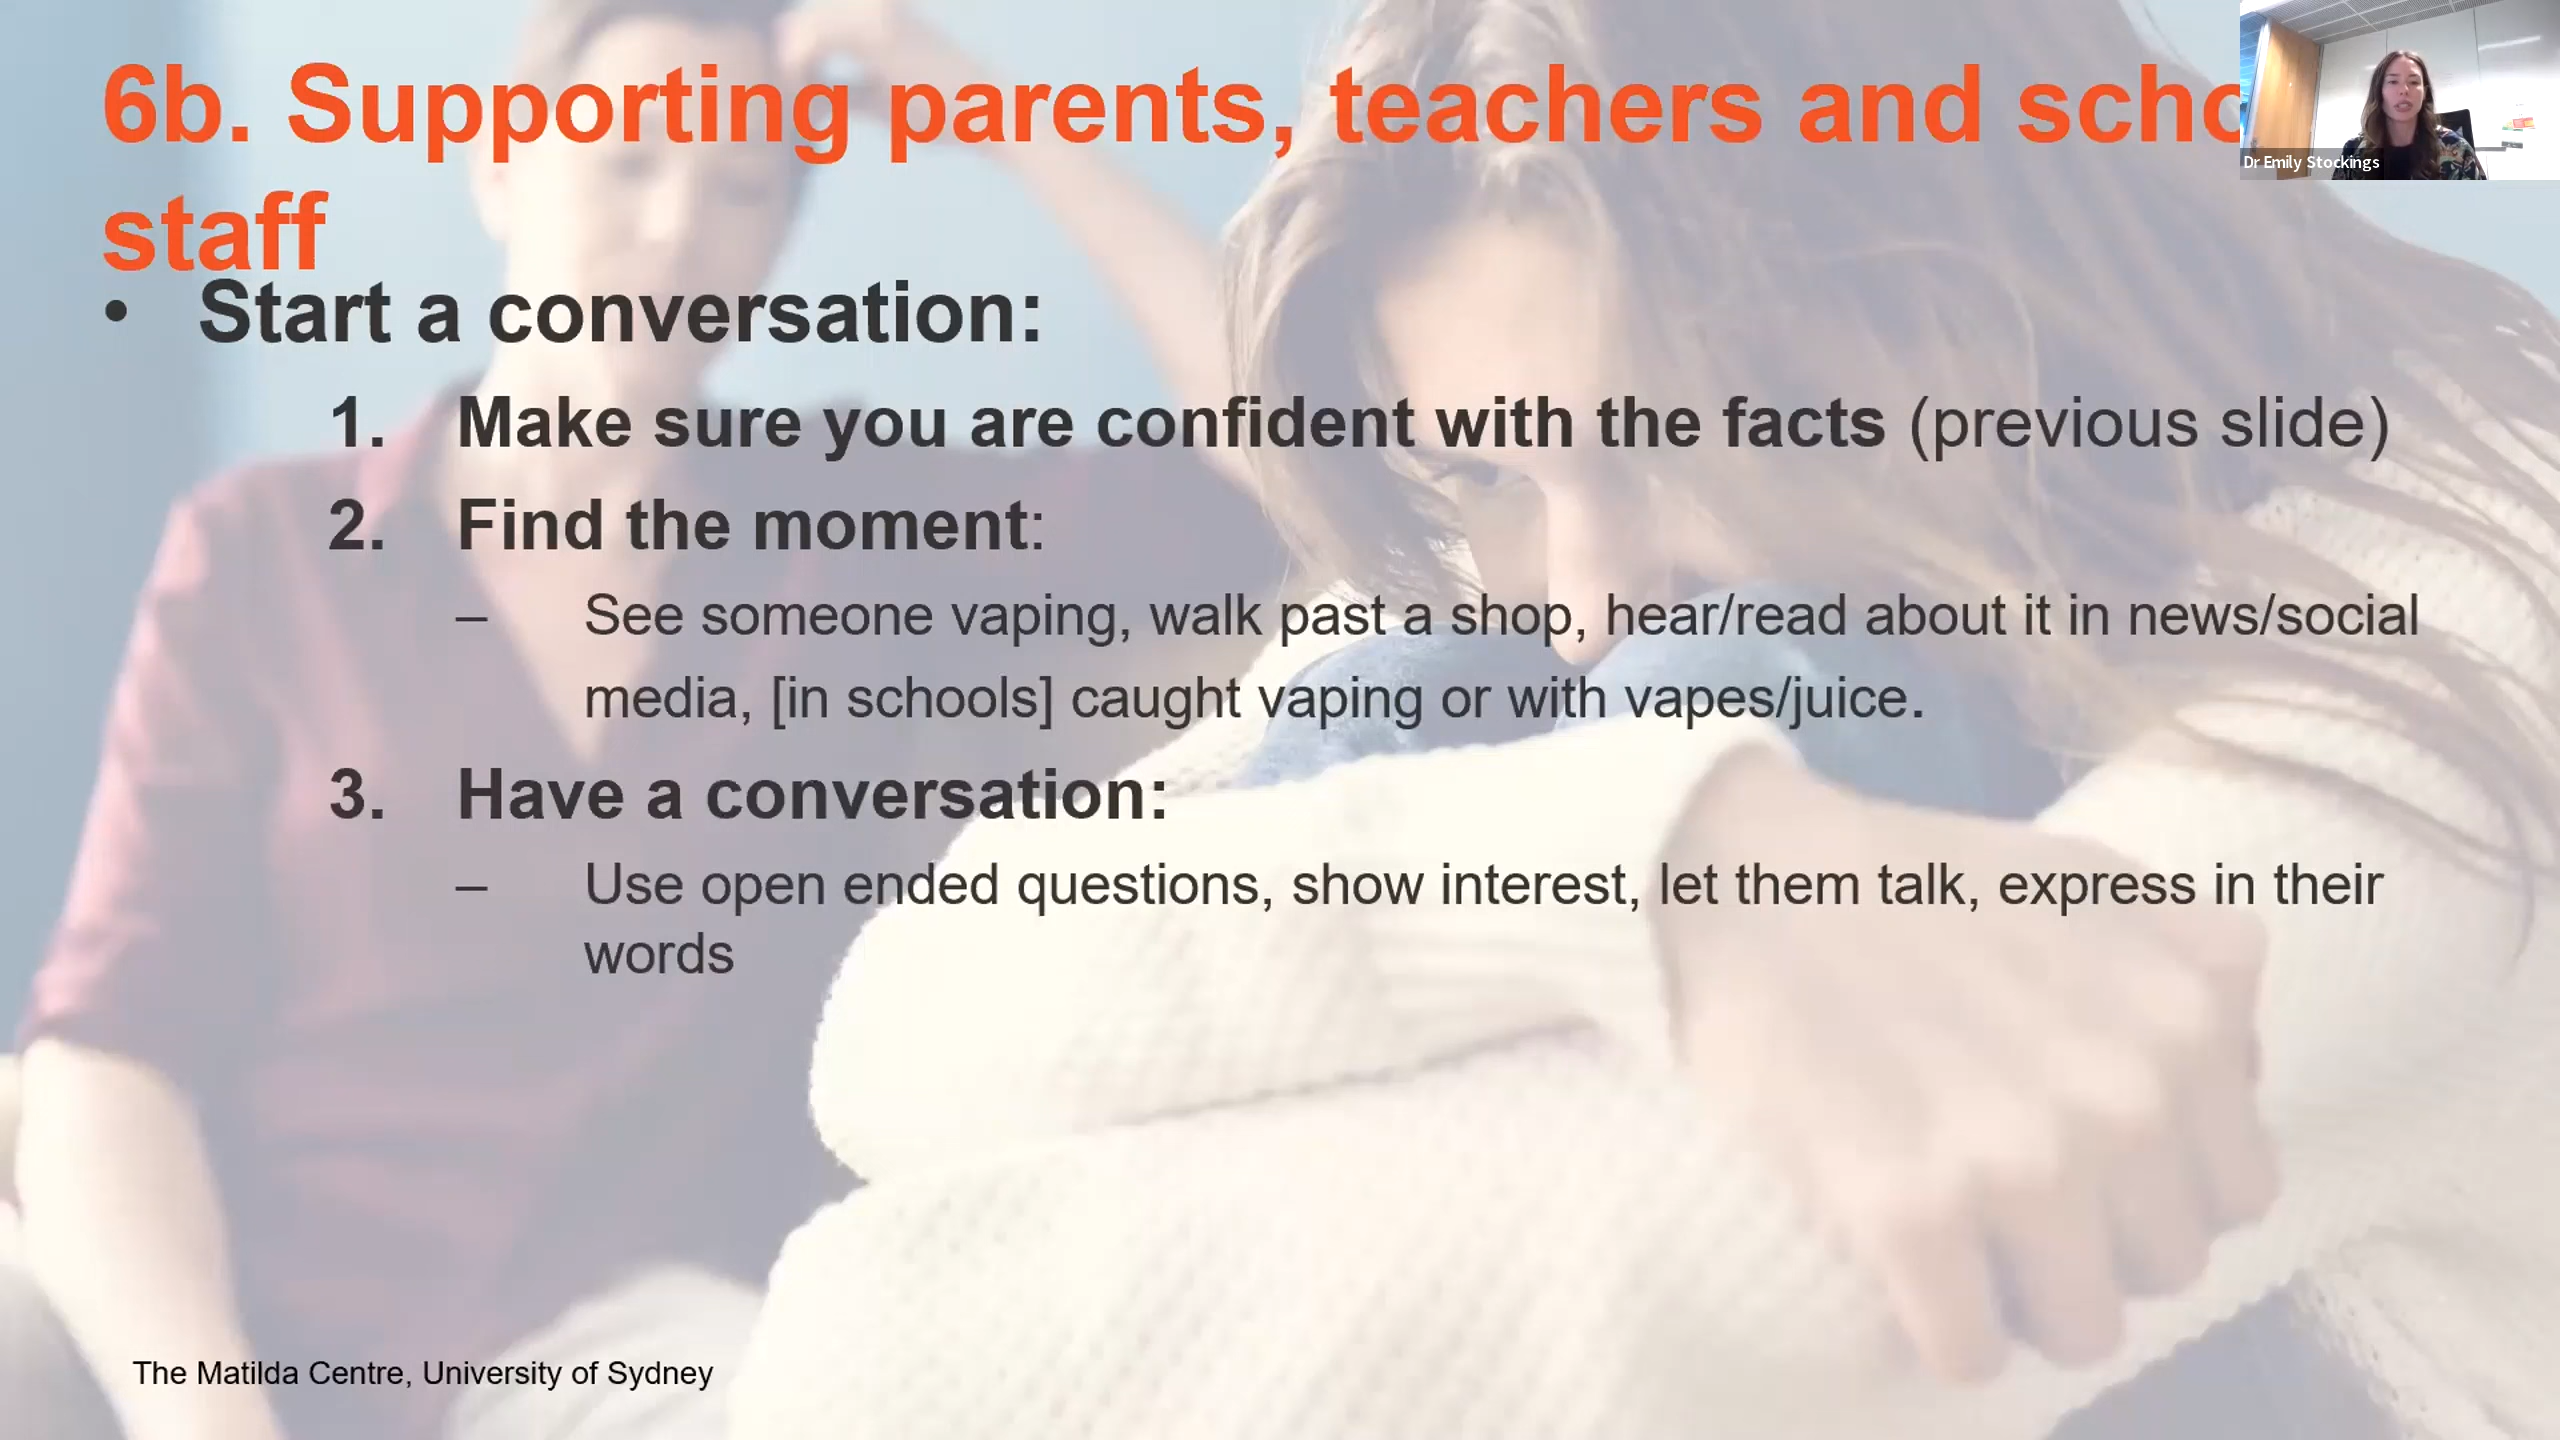 6b. Supporting parents, teachers and scho
staff
• Start a conversation:
1. Make sure you are confident with the facts (previous slide)
2. Find the moment:
– See someone vaping, walk past a shop, hear/read about it in news/social
media, [in schools] caught vaping or with vapes/juice.
3. Have a conversation:
– Use open ended questions, show interest, let them talk, express in their
words
The Matilda Centre, University of Sydney
Dr Emily Stockings